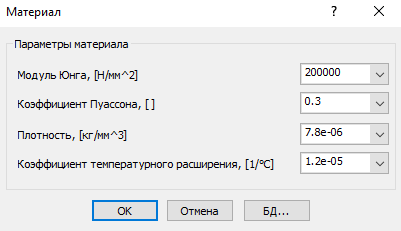 Материал
?
Параметры материала
Модуль Юнга, [Н/мм^2] 200000
Коэффициент Пуассона, [ ] 0.3
Плотность, [кг/мм^3] 7.8e-06
Коэффициент температурного расширения, [1/°C] 1.2e-05
OK Отмена БД...